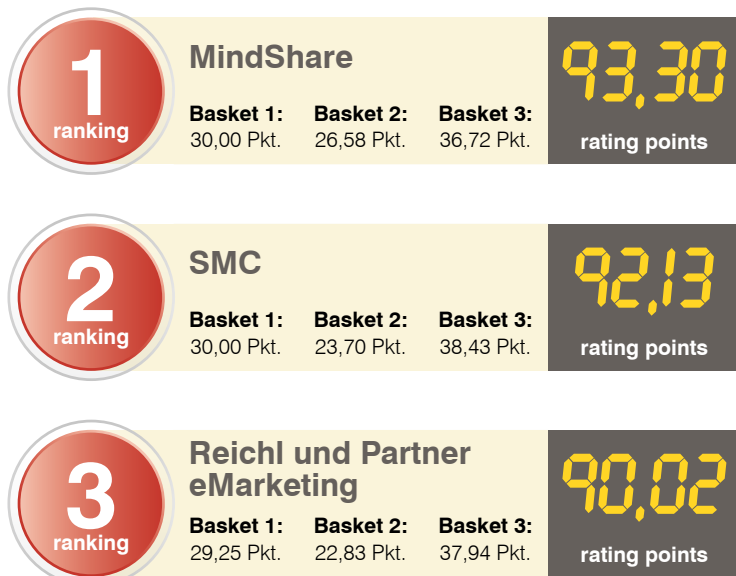 1
ranking
MindShare
Basket 1: Basket 2: Basket 3:
30,00 Pkt. 26,58 Pkt. 36,72 Pkt.
93,30
rating points
2
ranking
SMC
Basket 1: Basket 2: Basket 3:
30,00 Pkt. 23,70 Pkt. 38,43 Pkt.
92,13
rating points
3
ranking
Reichl und Partner
eMarketing
Basket 1: Basket 2: Basket 3:
29,25 Pkt. 22,83 Pkt. 37,94 Pkt.
90,02
rating points